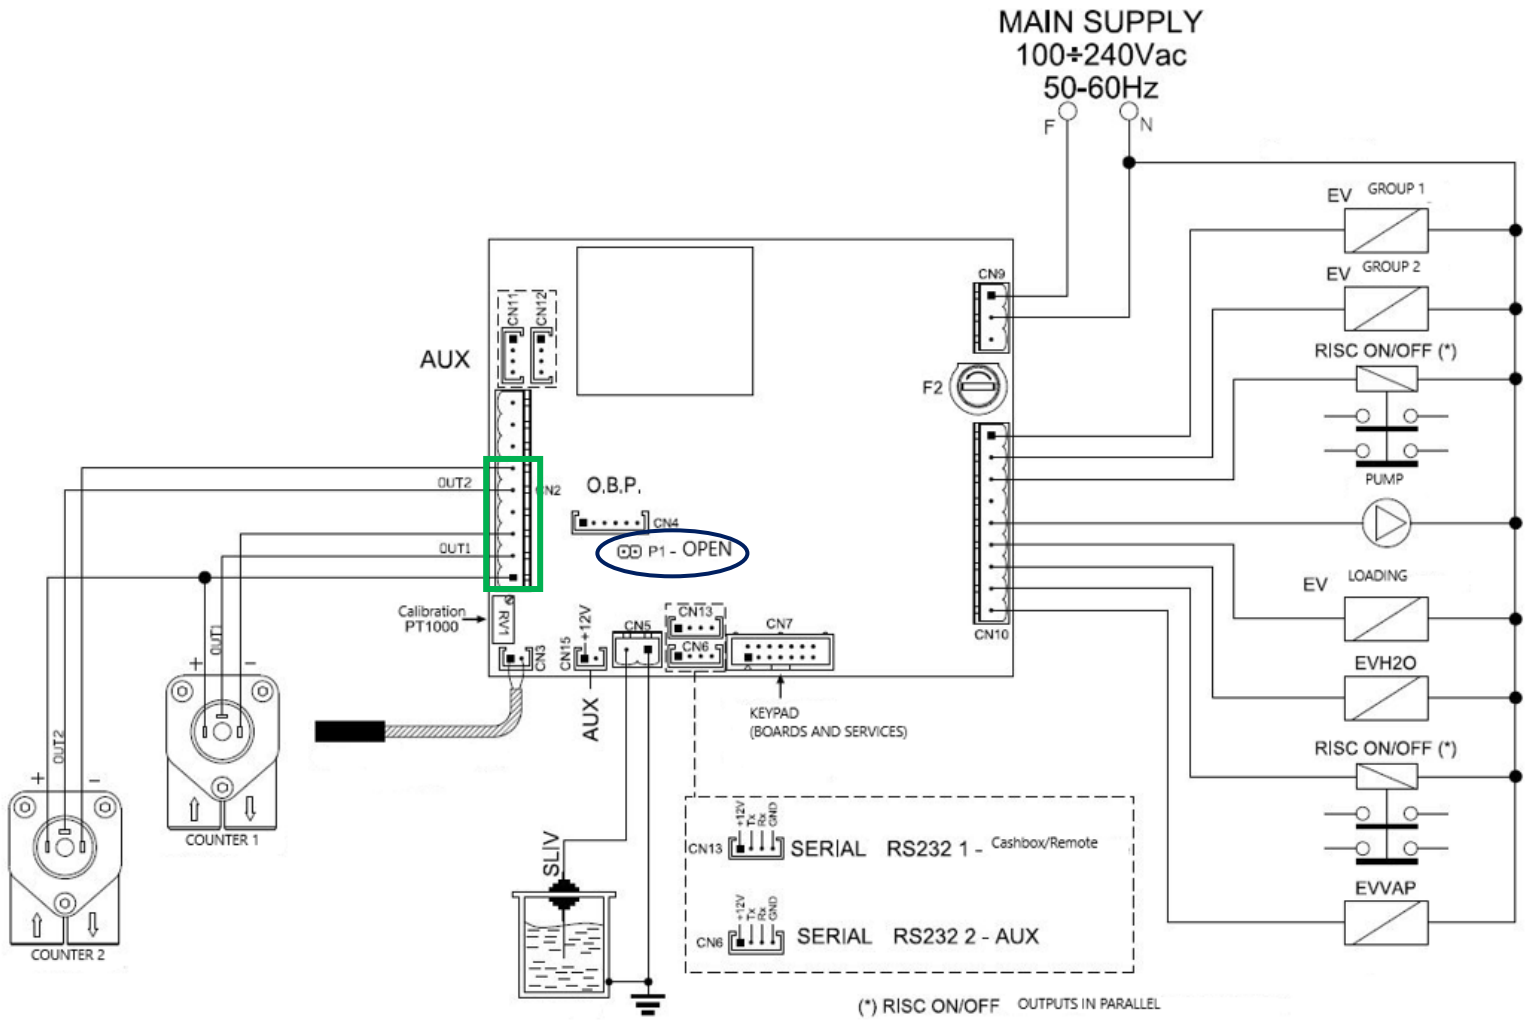 MAIN SUPPLY
100÷240Vac
50-60Hz
F
N
EV GROUP 1
EV GROUP 2
RISC ON/OFF (*)
PUMP
EV LOADING
EVH2O
RISC ON/OFF (*)
EVVAP
CN9
F2
CN10
CN11
CN12
AUX
OUT2
CN2
O.B.P.
CN4
P1 - OPEN
OUT1
Calibration
PT1000
RV1
CN3
CN15
+12V
AUX
CN5
CN13
CN6
CN7
KEYPAD
(BOARDS AND SERVICES)
OUT1
+
-
COUNTER 1
OUT2
+
-
COUNTER 2
SLIV
+12V
Tx
Rx
GND
CN13
SERIAL RS232 1 - Cashbox/Remote
+12V
Tx
Rx
GND
CN6
SERIAL RS232 2 - AUX
(*) RISC ON/OFF OUTPUTS IN PARALLEL